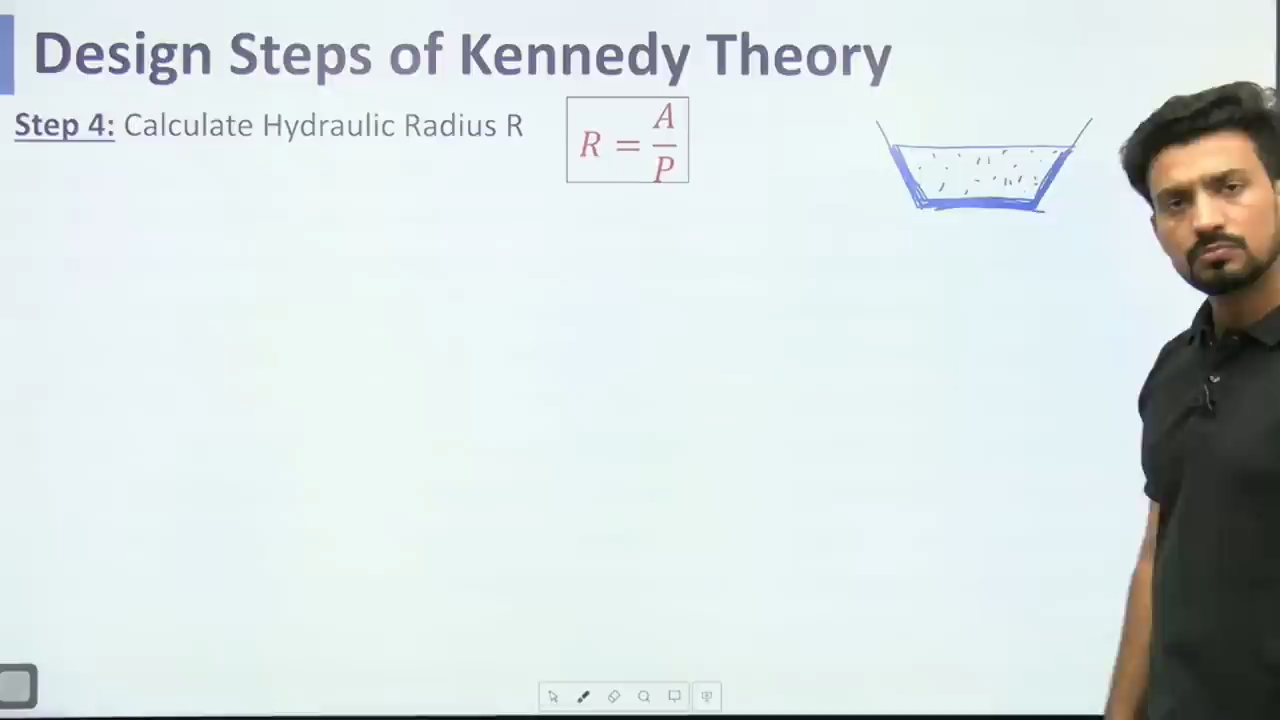 Design Steps of Kennedy Theory
Step 4: Calculate Hydraulic Radius R
R = A/P